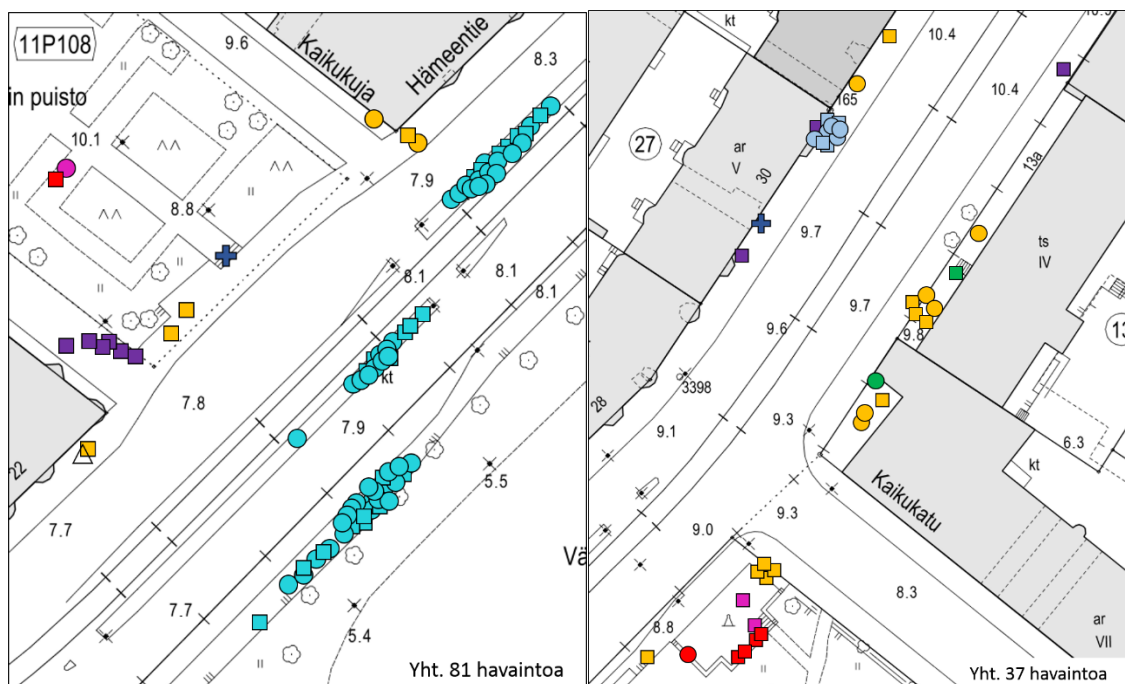 11P108
9.6
Kaikukuja
Hämeentie
8.3
in puisto
10.1
7.9
8.8
8.1
8.1
8.1
kt
7.8
7.9
22
5.5
Vä
7.7
7.7
5.4
Yht. 81 havaintoa
kt
10.4
10.9
165
10.4
27
ar
V
30
13a
9.7
ts
IV
9.7
9.6
9.8
13
28
3398
9.3
6.3
9.1
kt
Kaikukatu
9.0
9.3
8.3
8.8
ar
VII
Yht. 37 havaintoa